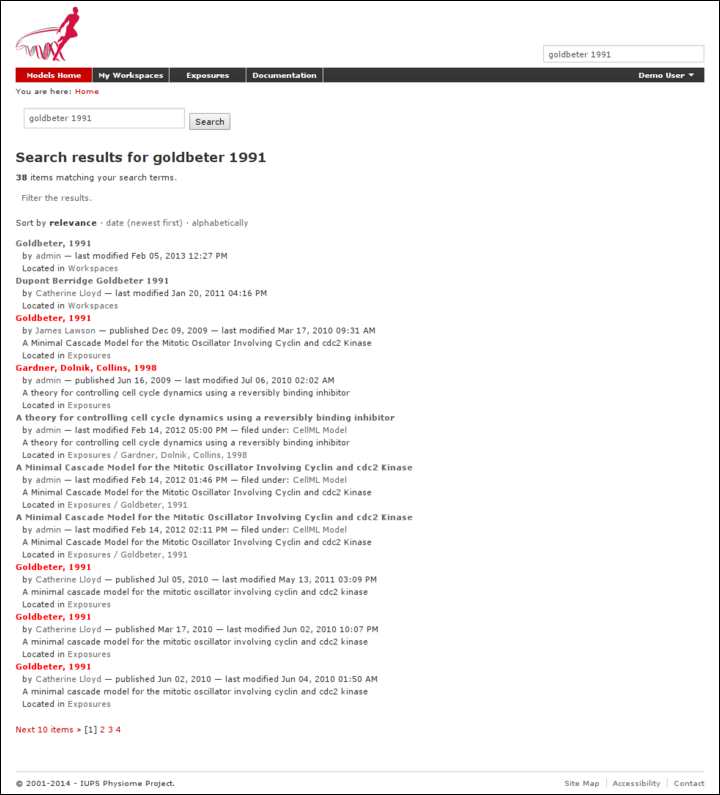 goldbeter 1991
Models Home My Workspaces Exposures Documentation Demo User
You are here: Home
goldbeter 1991 Search
Search results for goldbeter 1991
38 items matching your search terms.
Filter the results.
Sort by relevance · date (newest first) · alphabetically
Goldbeter, 1991
by admin — last modified Feb 05, 2013 12:27 PM
Located in Workspaces
Dupont Berridge Goldbeter 1991
by Catherine Lloyd — last modified Jan 20, 2011 04:16 PM
Located in Workspaces
Goldbeter, 1991
by James Lawson — published Dec 09, 2009 — last modified Mar 17, 2010 09:31 AM
A Minimal Cascade Model for the Mitotic Oscillator Involving Cyclin and cdc2 Kinase
Located in Exposures
Gardner, Dolnik, Collins, 1998
by admin — published Jun 16, 2009 — last modified Jul 06, 2010 02:02 AM
A theory for controlling cell cycle dynamics using a reversibly binding inhibitor
Located in Exposures
A theory for controlling cell cycle dynamics using a reversibly binding inhibitor
by admin — last modified Feb 14, 2012 05:00 PM — filed under: CellML Model
A theory for controlling cell cycle dynamics using a reversibly binding inhibitor
Located in Exposures / Gardner, Dolnik, Collins, 1998
A Minimal Cascade Model for the Mitotic Oscillator Involving Cyclin and cdc2 Kinase
by admin — last modified Feb 14, 2012 01:46 PM — filed under: CellML Model
A Minimal Cascade Model for the Mitotic Oscillator Involving Cyclin and cdc2 Kinase
Located in Exposures / Goldbeter, 1991
A Minimal Cascade Model for the Mitotic Oscillator Involving Cyclin and cdc2 Kinase
by admin — last modified Feb 14, 2012 02:11 PM — filed under: CellML Model
A Minimal Cascade Model for the Mitotic Oscillator Involving Cyclin and cdc2 Kinase
Located in Exposures / Goldbeter, 1991
Goldbeter, 1991
by Catherine Lloyd — published Jul 05, 2010 — last modified May 13, 2011 03:09 PM
A minimal cascade model for the mitotic oscillator involving cyclin and cdc2 kinase
Located in Exposures
Goldbeter, 1991
by Catherine Lloyd — published Mar 17, 2010 — last modified Jun 02, 2010 10:07 PM
A minimal cascade model for the mitotic oscillator involving cyclin and cdc2 kinase
Located in Exposures
Goldbeter, 1991
by Catherine Lloyd — published Jun 02, 2010 — last modified Jun 04, 2010 01:50 AM
A minimal cascade model for the mitotic oscillator involving cyclin and cdc2 kinase
Located in Exposures
Next 10 items » [1] 2 3 4
© 2001-2014 - IUPS Physiome Project. Site Map Accessibility Contact